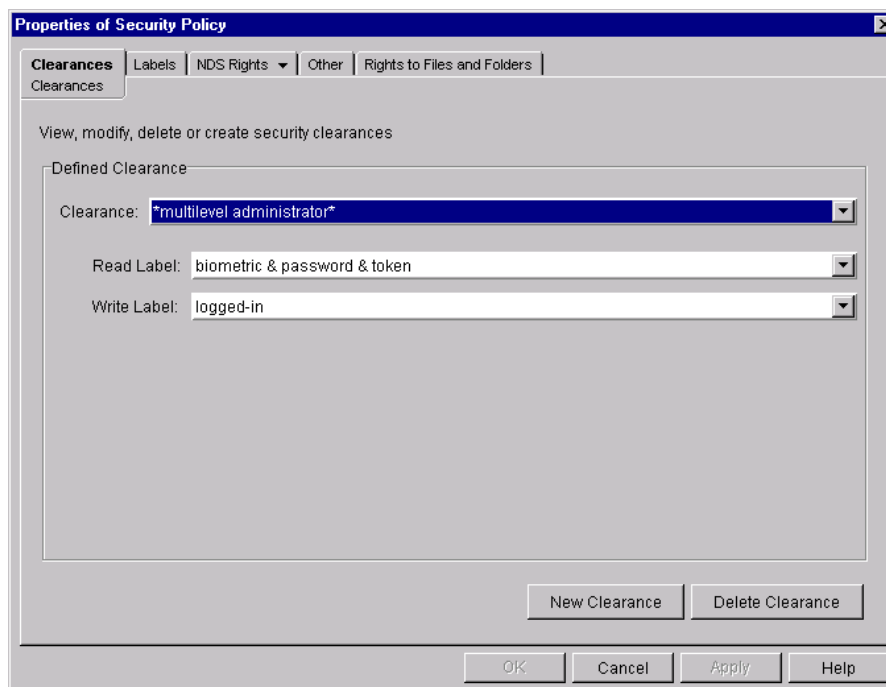 Properties of Security Policy
Clearances Labels NDS Rights Other Rights to Files and Folders
Clearances
View, modify, delete or create security clearances
Defined Clearance
Clearance: *multilevel administrator*
Read Label: biometric & password & token
Write Label: logged-in
New Clearance Delete Clearance
OK Cancel Apply Help